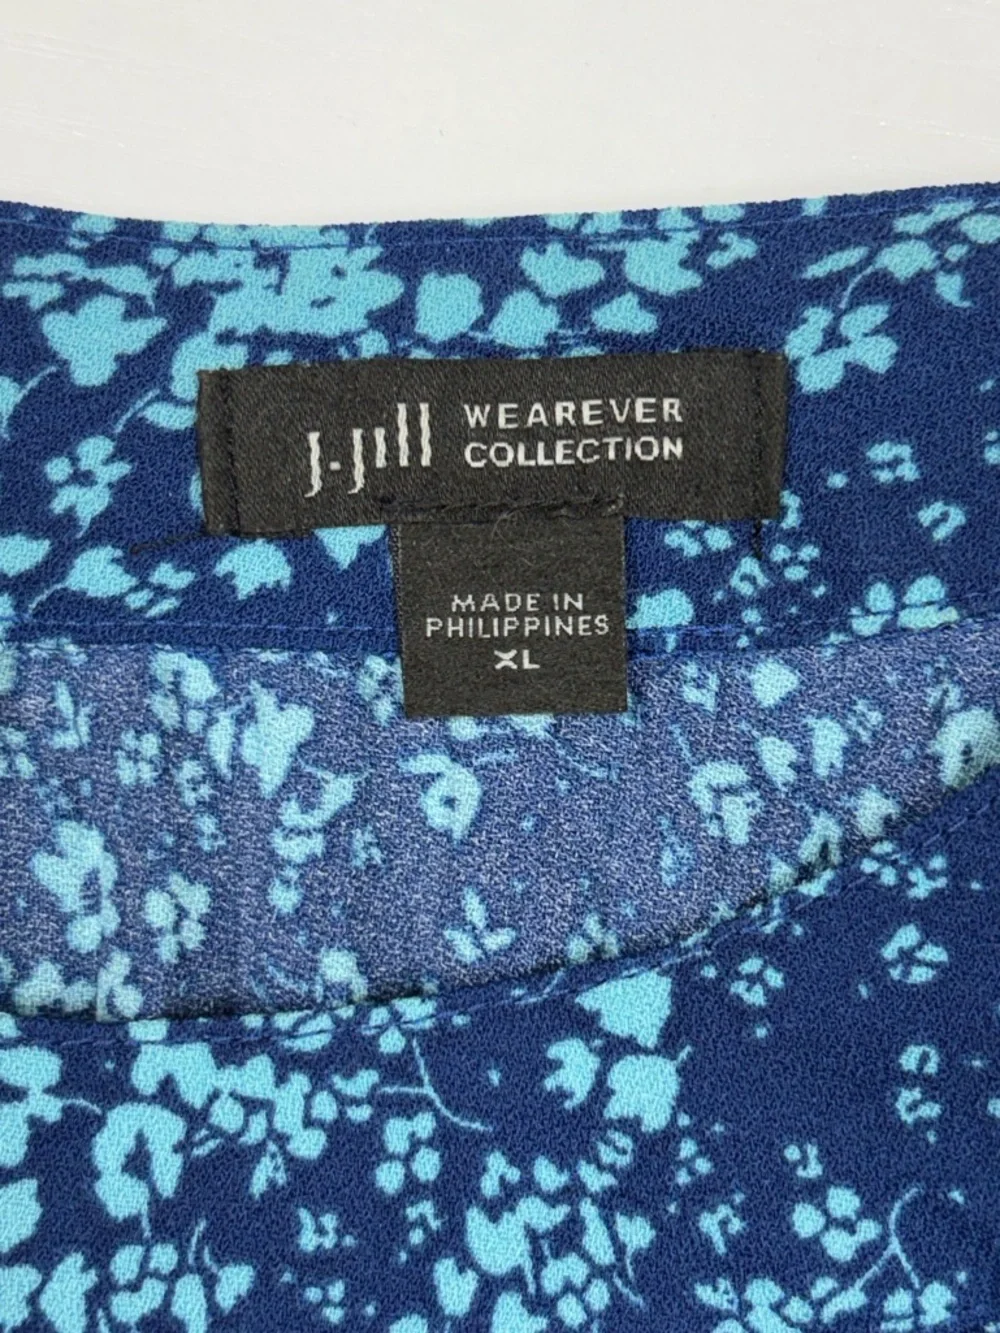 J.Jill
WEAREVER
COLLECTION
MADE IN
PHILIPPINES
XL